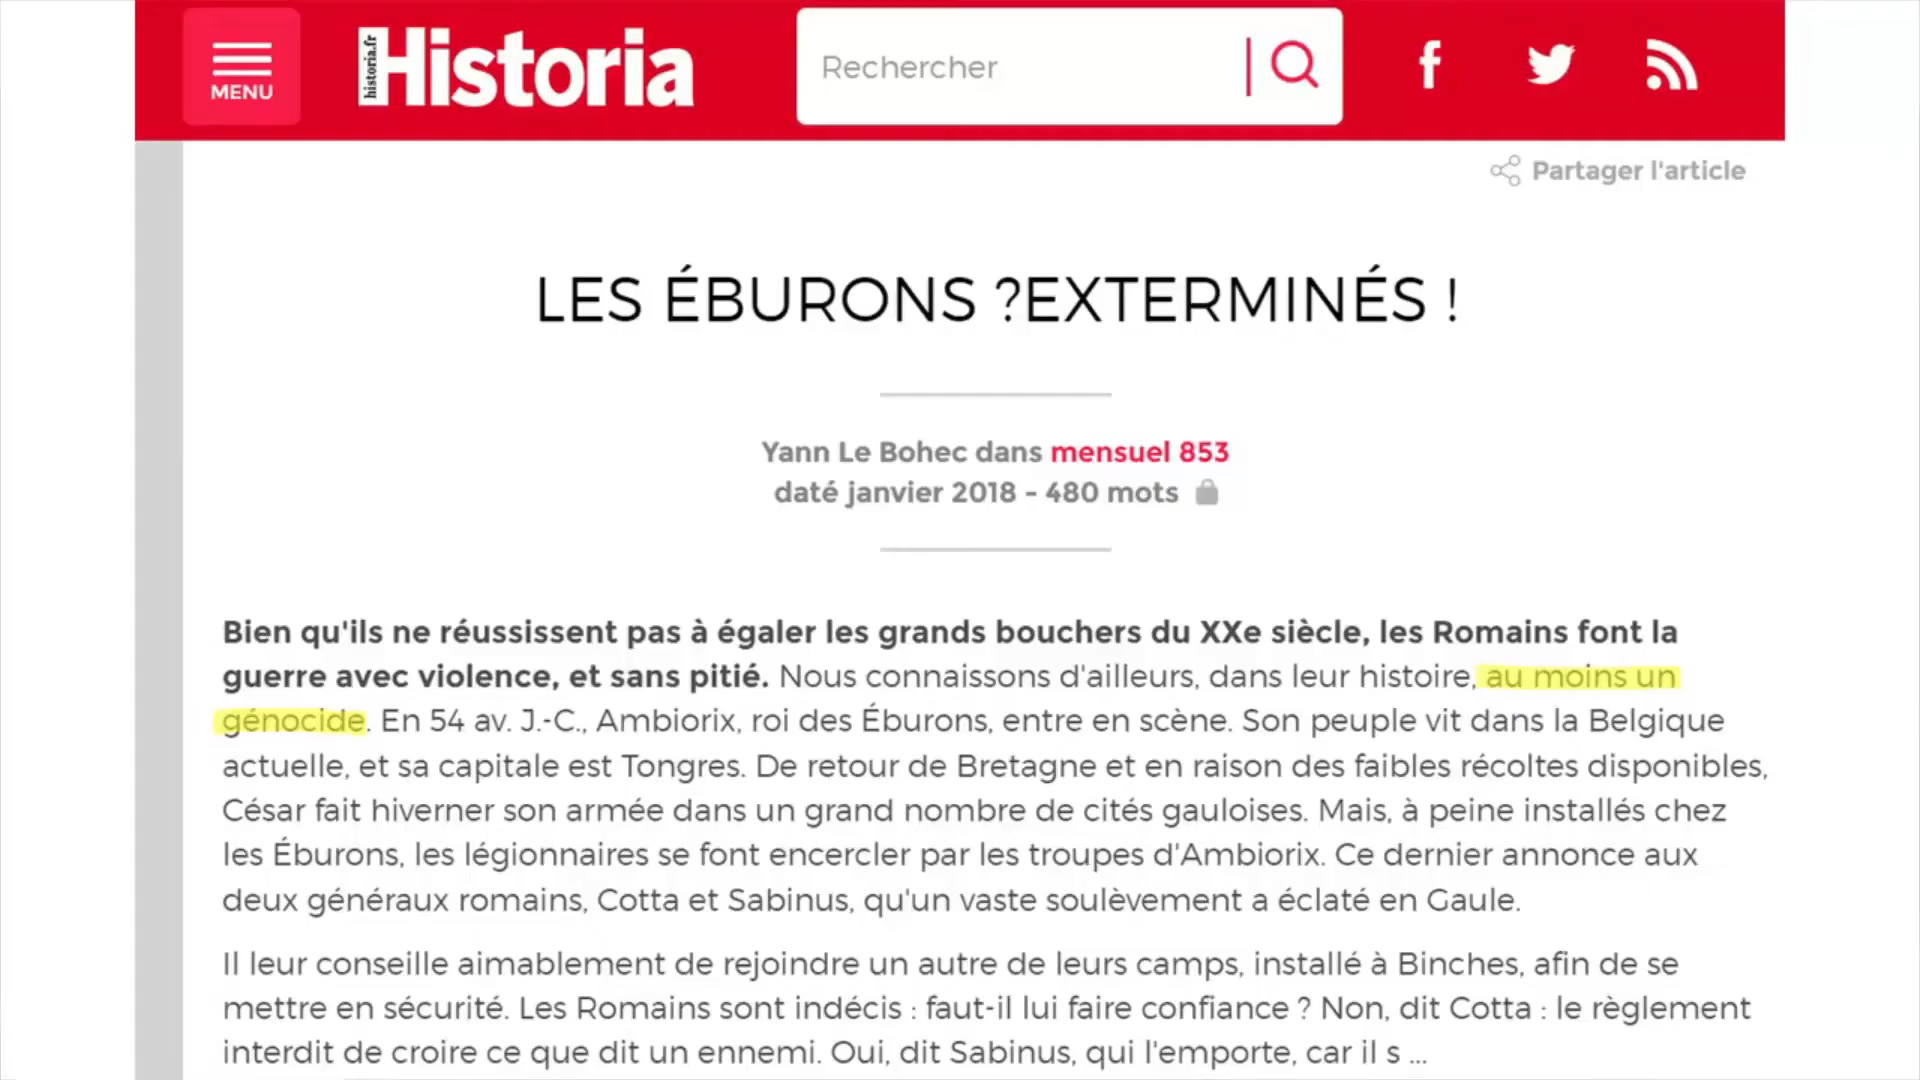 MENU
historia.fr
Historia
Rechercher
Partager l'article
LES ÉBURONS ?EXTERMINÉS !
Yann Le Bohec dans mensuel 853
daté janvier 2018 - 480 mots
Bien qu'ils ne réussissent pas à égaler les grands bouchers du XXe siècle, les Romains font la
guerre avec violence, et sans pitié. Nous connaissons d'ailleurs, dans leur histoire, au moins un
génocide. En 54 av. J.-C., Ambiorix, roi des Éburons, entre en scène. Son peuple vit dans la Belgique
actuelle, et sa capitale est Tongres. De retour de Bretagne et en raison des faibles récoltes disponibles,
César fait hiverner son armée dans un grand nombre de cités gauloises. Mais, à peine installés chez
les Éburons, les légionnaires se font encercler par les troupes d'Ambiorix. Ce dernier annonce aux
deux généraux romains, Cotta et Sabinus, qu'un vaste soulèvement a éclaté en Gaule.
Il leur conseille aimablement de rejoindre un autre de leurs camps, installé à Binches, afin de se
mettre en sécurité. Les Romains sont indécis : faut-il lui faire confiance ? Non, dit Cotta : le règlement
interdit de croire ce que dit un ennemi. Oui, dit Sabinus, qui l'emporte, car il s ...